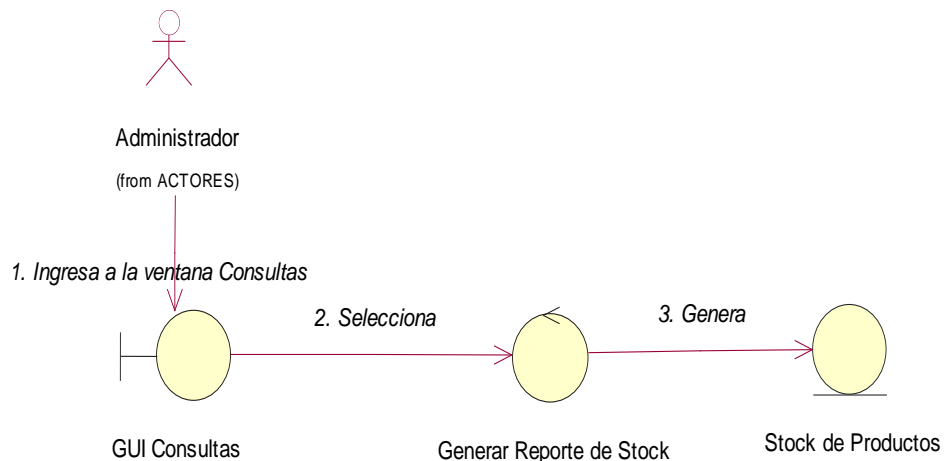 Administrador
(from ACTORES)
1. Ingresa a la ventana Consultas
2. Selecciona
3. Genera
GUI Consultas
Generar Reporte de Stock
Stock de Productos